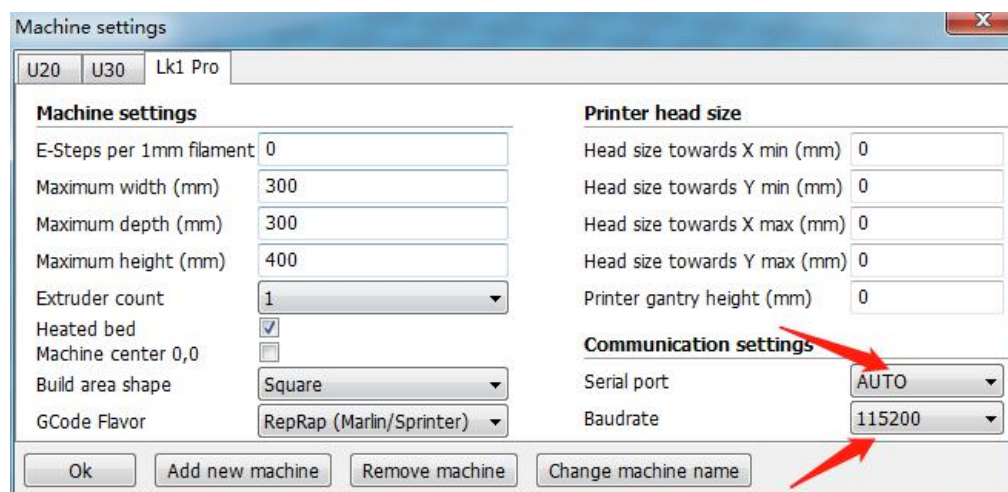 Machine settings
U20 U30 Lk1 Pro
Machine settings
E-Steps per 1mm filament 0
Maximum width (mm) 300
Maximum depth (mm) 300
Maximum height (mm) 400
Extruder count 1
Heated bed
Machine center 0,0
Build area shape Square
GCode Flavor RepRap (Marlin/Sprinter)
Printer head size
Head size towards X min (mm) 0
Head size towards Y min (mm) 0
Head size towards X max (mm) 0
Head size towards Y max (mm) 0
Printer gantry height (mm) 0
Communication settings
Serial port AUTO
Baudrate 115200
Ok Add new machine Remove machine Change machine name